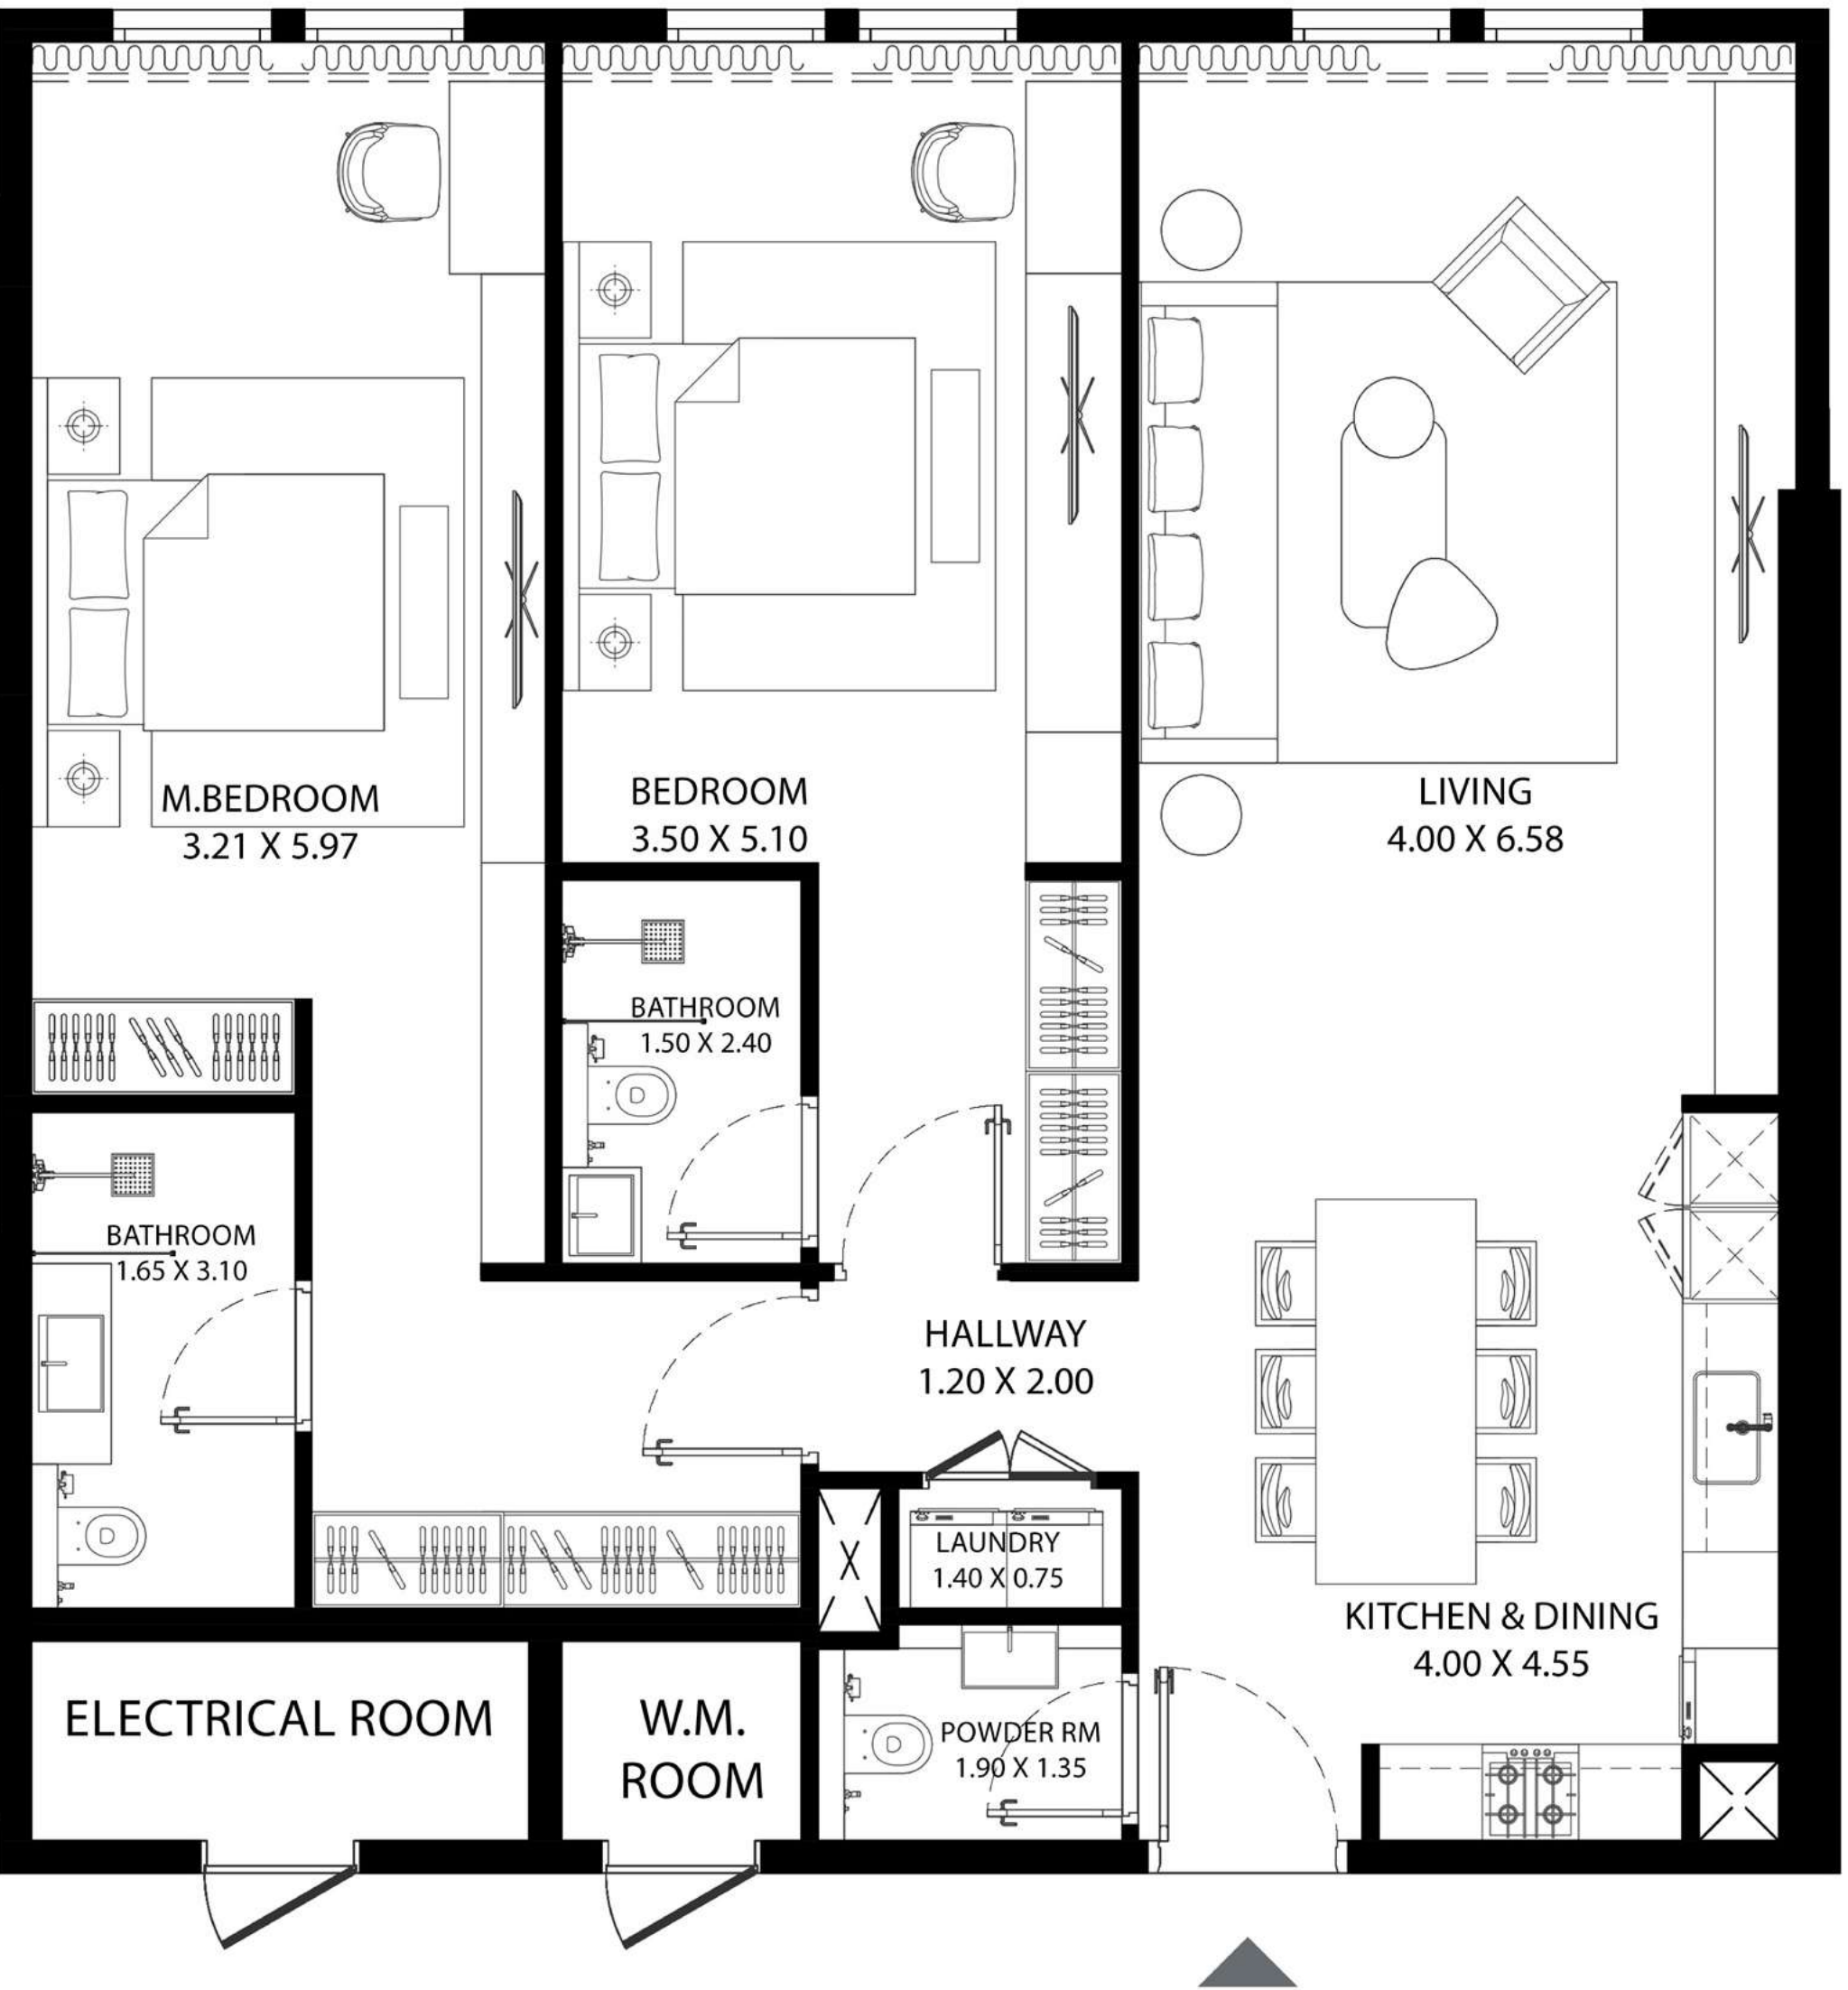 M.BEDROOM
3.21 X 5.97
BEDROOM
3.50 X 5.10
LIVING
4.00 X 6.58
BATHROOM
1.50 X 2.40
BATHROOM
1.65 X 3.10
HALLWAY
1.20 X 2.00
LAUNDRY
1.40 X 0.75
KITCHEN & DINING
4.00 X 4.55
ELECTRICAL ROOM
W.M.
ROOM
POWDER RM
1.90 X 1.35